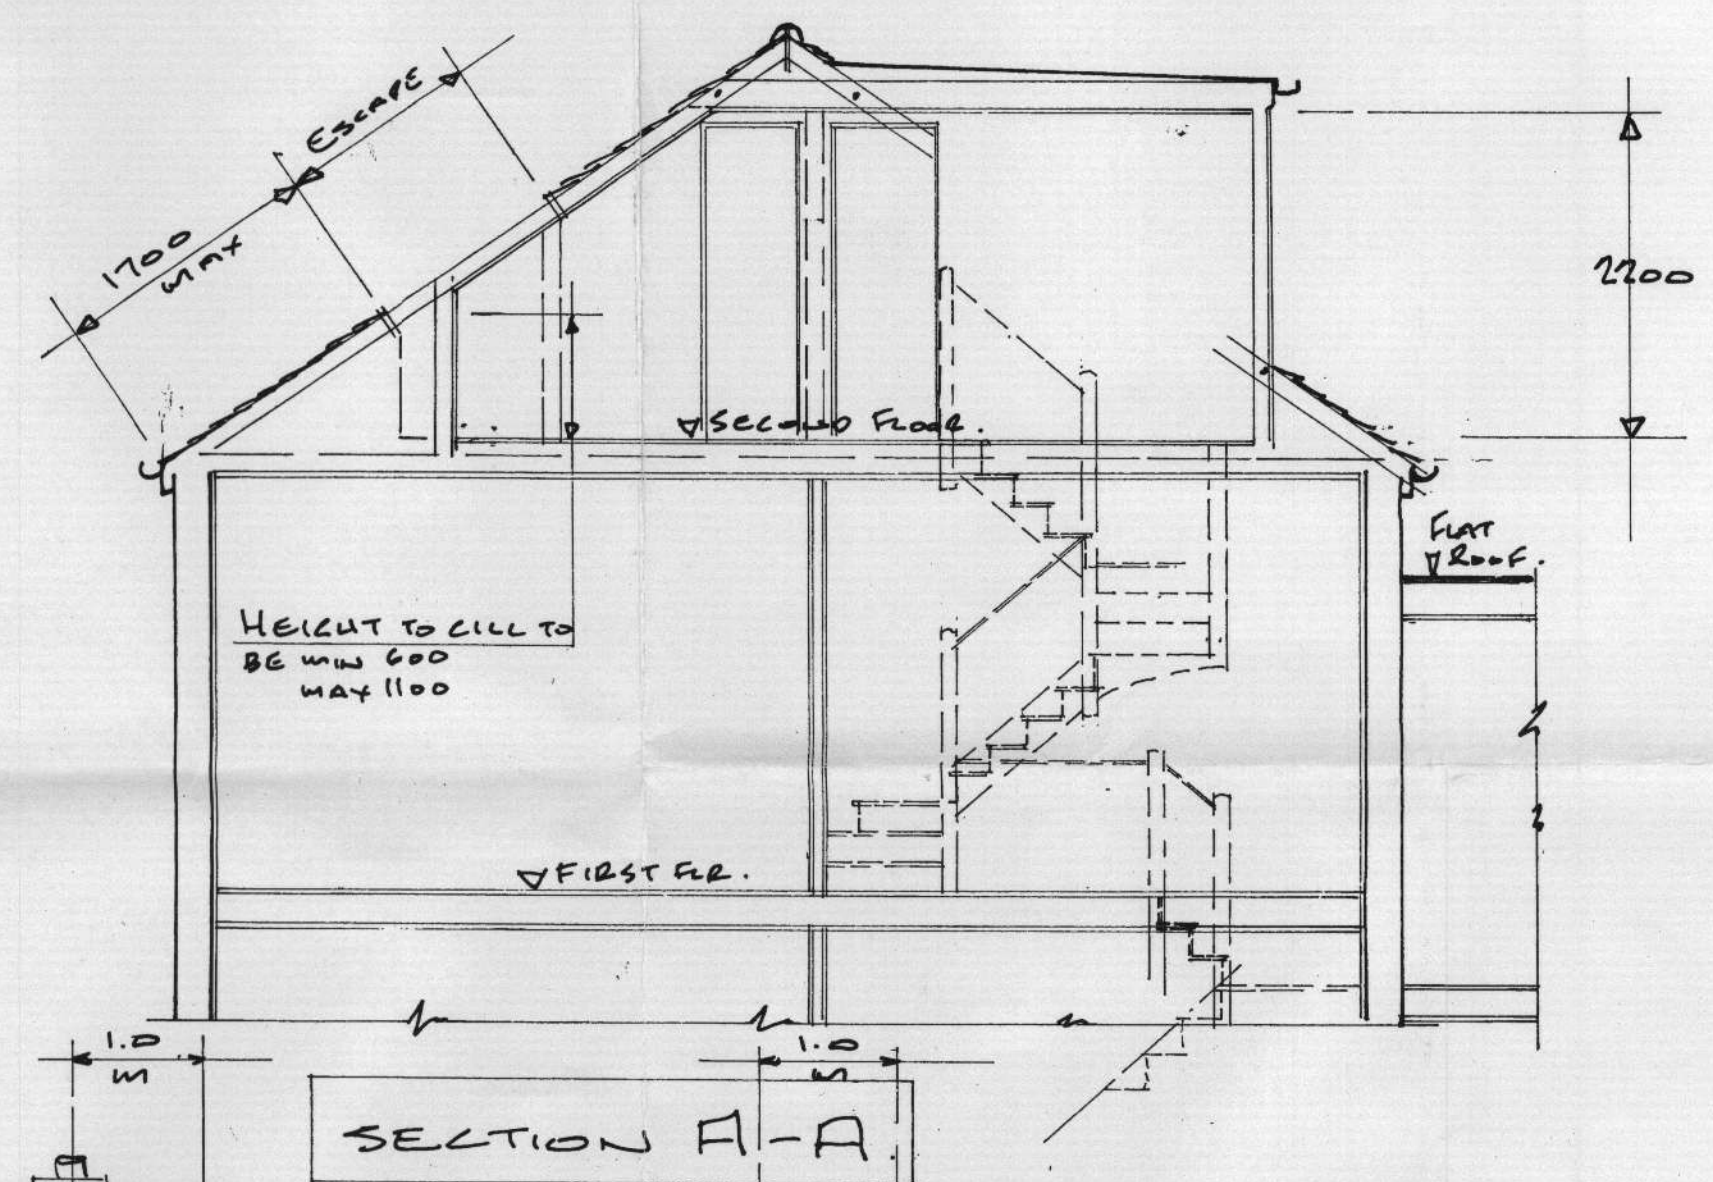 ESCAPE
1700
MAX
2200
SECOND FLOOR.
FLAT
ROOF.
HEIGHT TO CILL TO
BE MIN 600
MAX 1100
FIRST FLR.
1.0
m
1.0
m
SECTION A-A